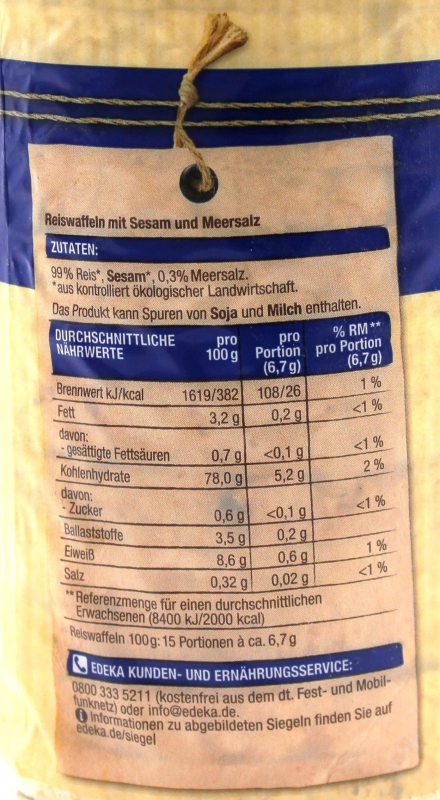 Reiswaffeln mit Sesam und Meersalz
ZUTATEN:
99% Reis*, Sesam*, 0,3% Meersalz.
*aus kontrolliert ökologischer Landwirtschaft.
Das Produkt kann Spuren von Soja und Milch enthalten.
DURCHSCHNITTLICHE NÄHRWERTE pro 100 g pro Portion (6,7 g) % RM** pro Portion (6,7 g)
Brennwert kJ/kcal 1619/382 108/26 1 %
Fett 3,2 g 0,2 g <1 %
davon:
- gesättigte Fettsäuren 0,7 g <0,1 g <1 %
Kohlenhydrate 78,0 g 5,2 g 2 %
davon:
- Zucker 0,6 g <0,1 g <1 %
Ballaststoffe 3,5 g 0,2 g
Eiweiß 8,6 g 0,6 g 1 %
Salz 0,32 g 0,02 g <1 %
**Referenzmenge für einen durchschnittlichen
Erwachsenen (8400 kJ/2000 kcal)
Reiswaffeln 100g: 15 Portionen à ca. 6,7 g
EDEKA KUNDEN- UND ERNÄHRUNGSSERVICE:
0800 333 5211 (kostenfrei aus dem dt. Fest- und Mobil-
funknetz) oder info@edeka.de.
Informationen zu abgebildeten Siegeln finden Sie auf
edeka.de/siegel